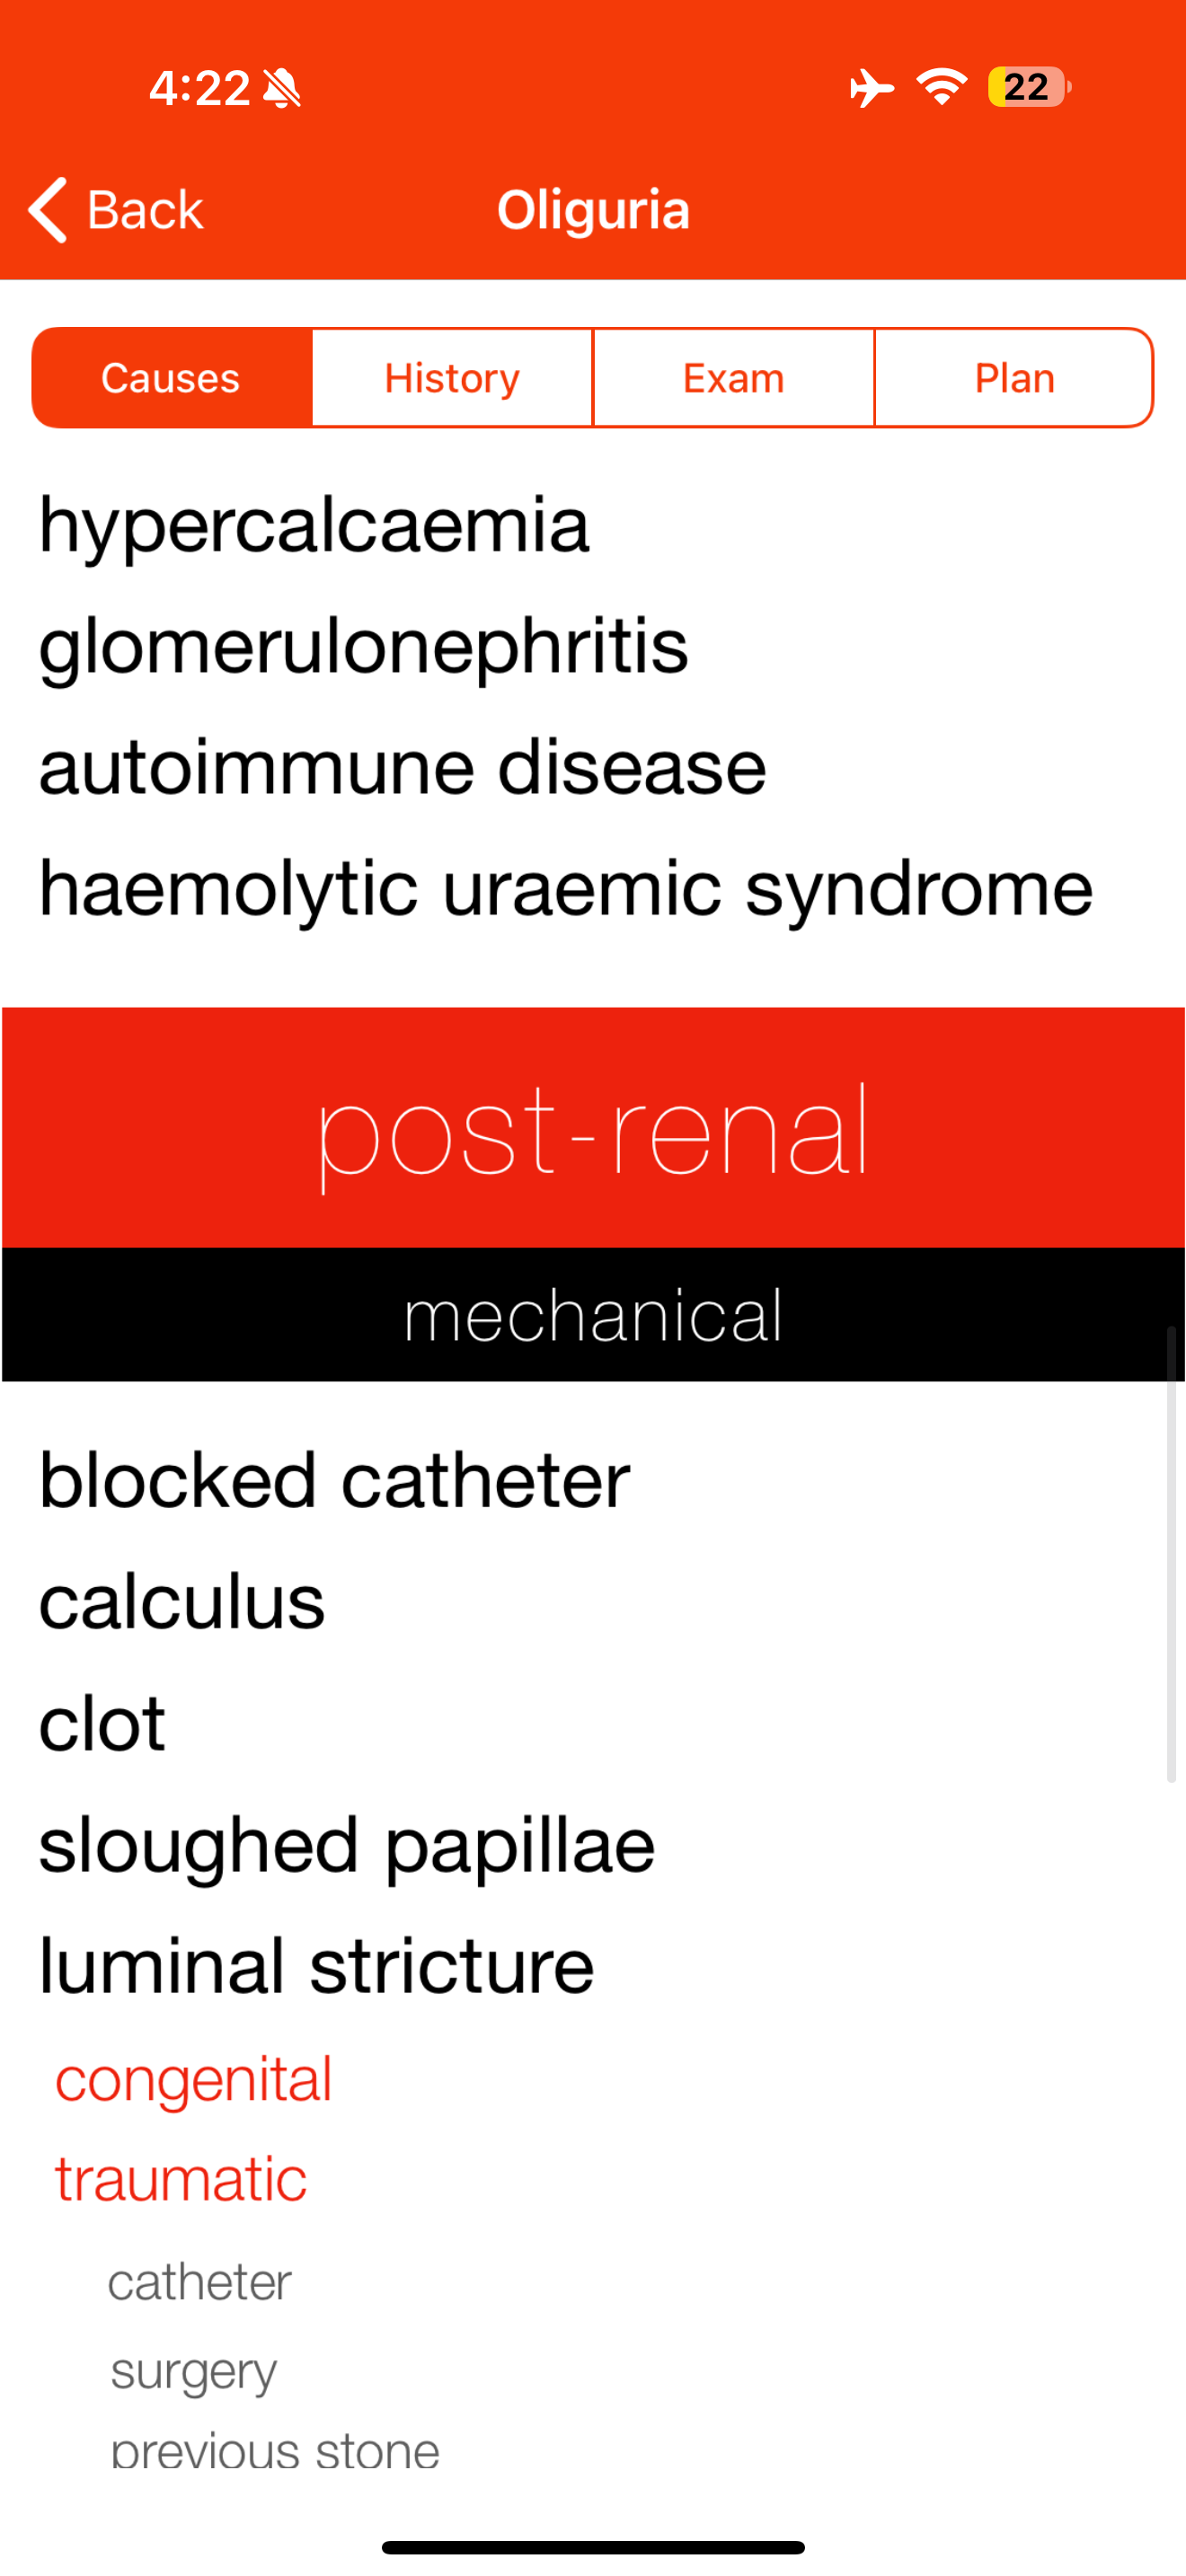 4:22
22
Back
Oliguria
Causes
History
Exam
Plan
hypercalcaemia
glomerulonephritis
autoimmune disease
haemolytic uraemic syndrome
post-renal
mechanical
blocked catheter
calculus
clot
sloughed papillae
luminal stricture
congenital
traumatic
catheter
surgery
previous stone